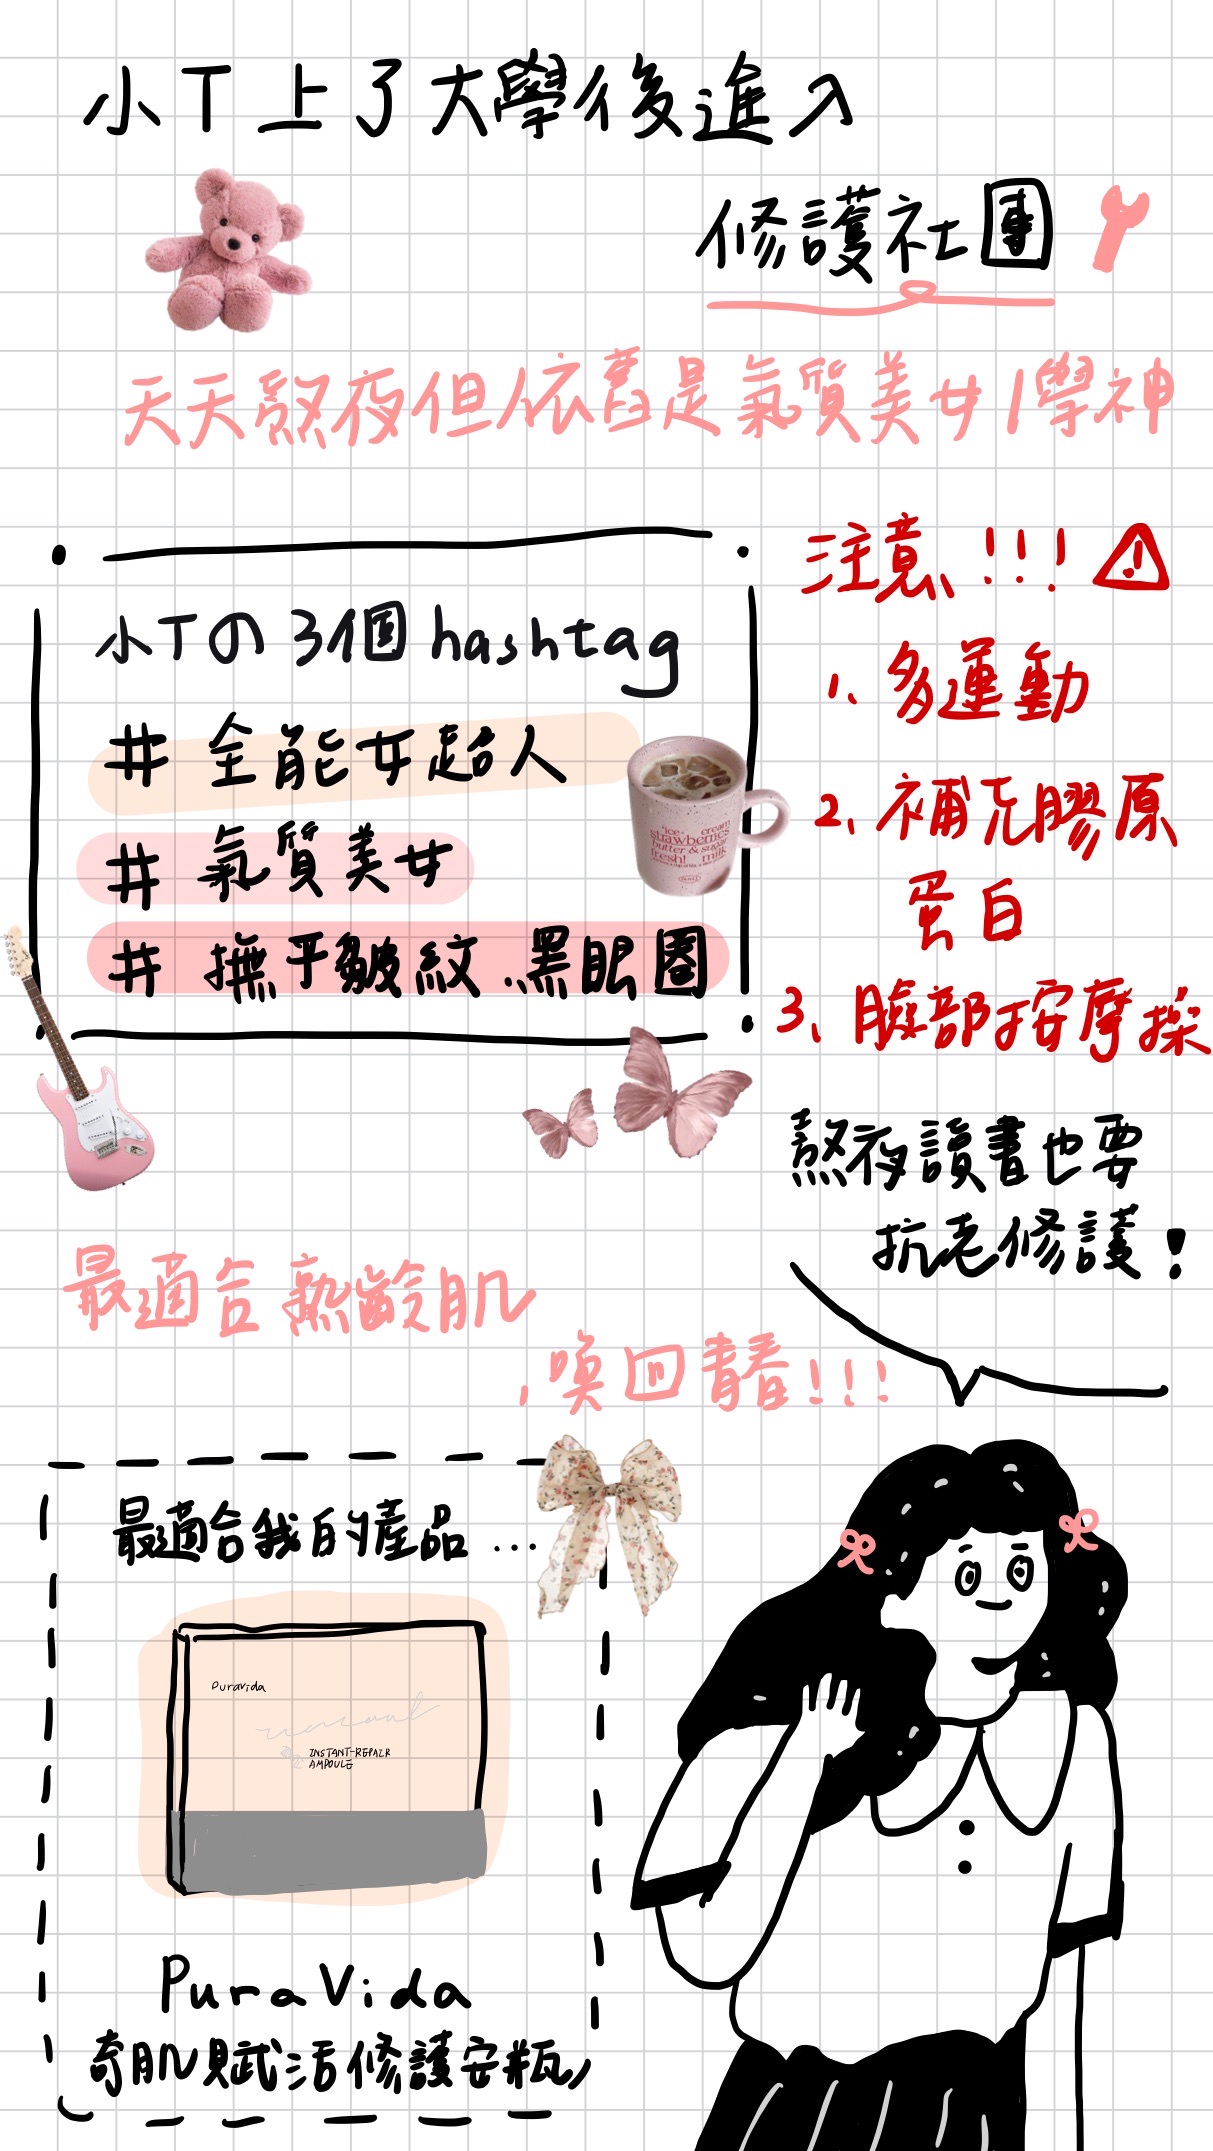 小T上了大學後進入
修護社團
天天熬夜但依舊是氣質美女/學神
小Tの3個hashtag
# 全能女超人
# 氣質美女
# 撫平皺紋.黑眼圈
注意!!!
1. 多運動
2. 補充膠原
蛋白
3. 臉部按摩操
ice-cream
strawberries
butter & sugar
fresh! milk
熬夜讀書也要
抗老修護!
最適合熟齡肌
,喚回青春!!!
最適合我的產品...
Puravida
INSTANT-REPAIR
AMPOULE
PuraVida
奇肌賦活修護安瓶